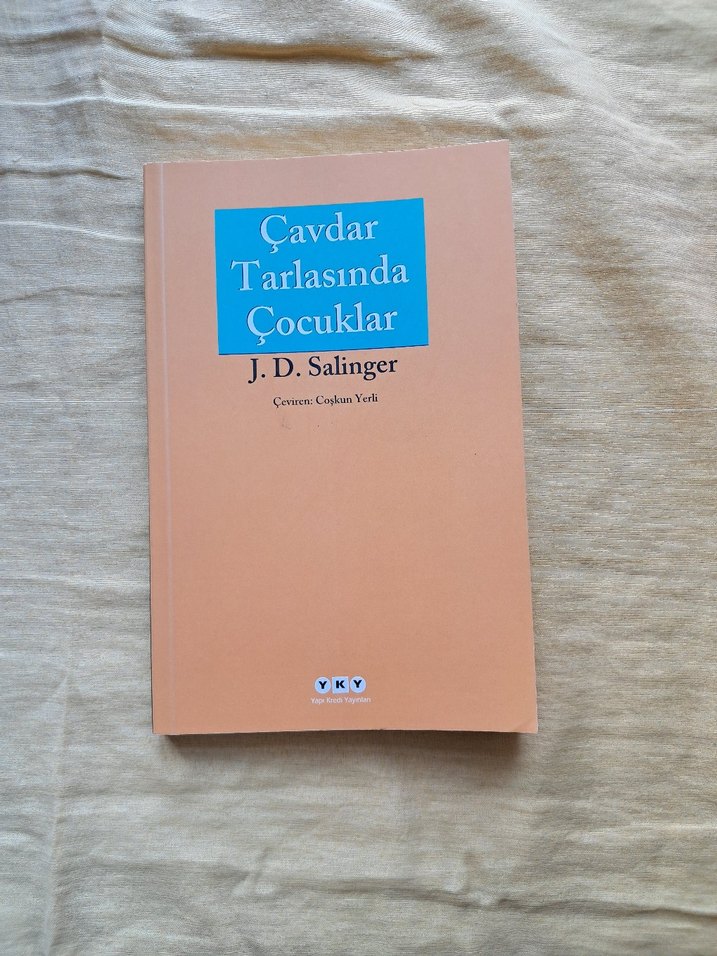 Çavdar
Tarlasında
Çocuklar
J. D. Salinger
Çeviren: Coşkun Yerli
YKY
Yapı Kredi Yayınları